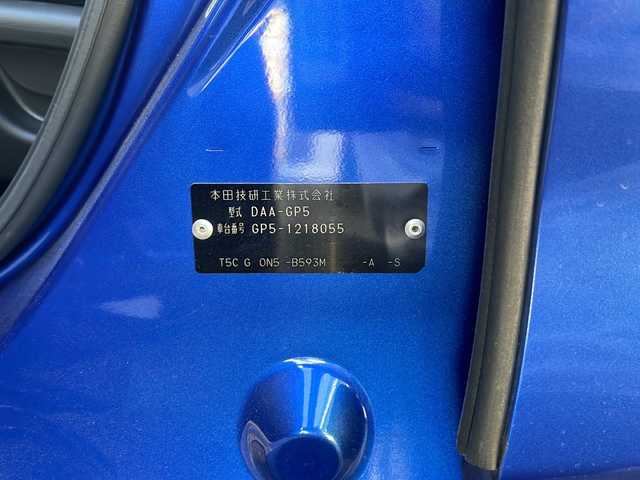 本田技研工業株式会社
型式 DAA-GP5
車台番号 GP5-1218055
T5C G ON5 -B593M -A -S